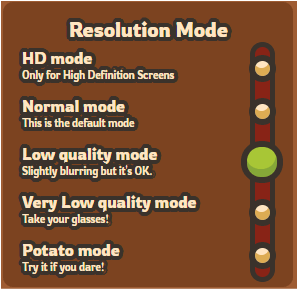 Resolution Mode
HD mode
Only for High Definition Screens
Normal mode
This is the default mode
Low quality mode
Slightly blurring but it's OK.
Very Low quality mode
Take your glasses!
Potato mode
Try it if you dare!